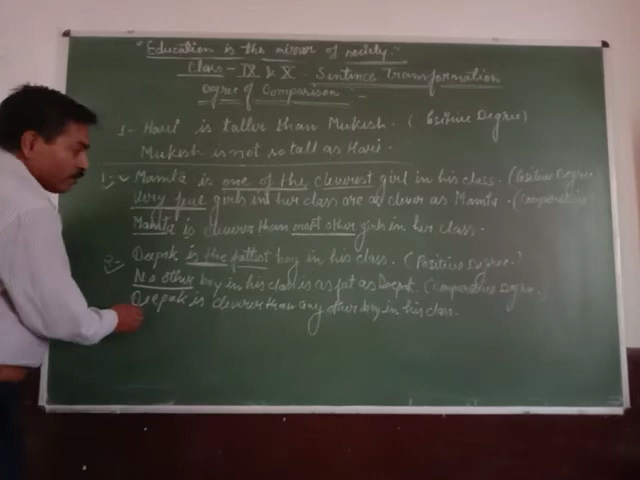 "Education is the mirror of society."
Class - IX & X - Sentence Transformation
Degree of Comparison -
1- Hari is taller than Mukesh. (Positive Degree)
Mukesh is not so tall as Hari.
1- Mamta is one of the cleverest girl in his class. (Positive Degree
Very few girls in her class are as clever as Mamta. (Comparative)
Mamta is cleverer than most other girls in her class.
2- Deepak is the fattest boy in his class. (Positive Degree.)
No other boy in his class is as fat as Deepak. (Comparative Degree.)
Deepak is cleverer than any other boy in his class.